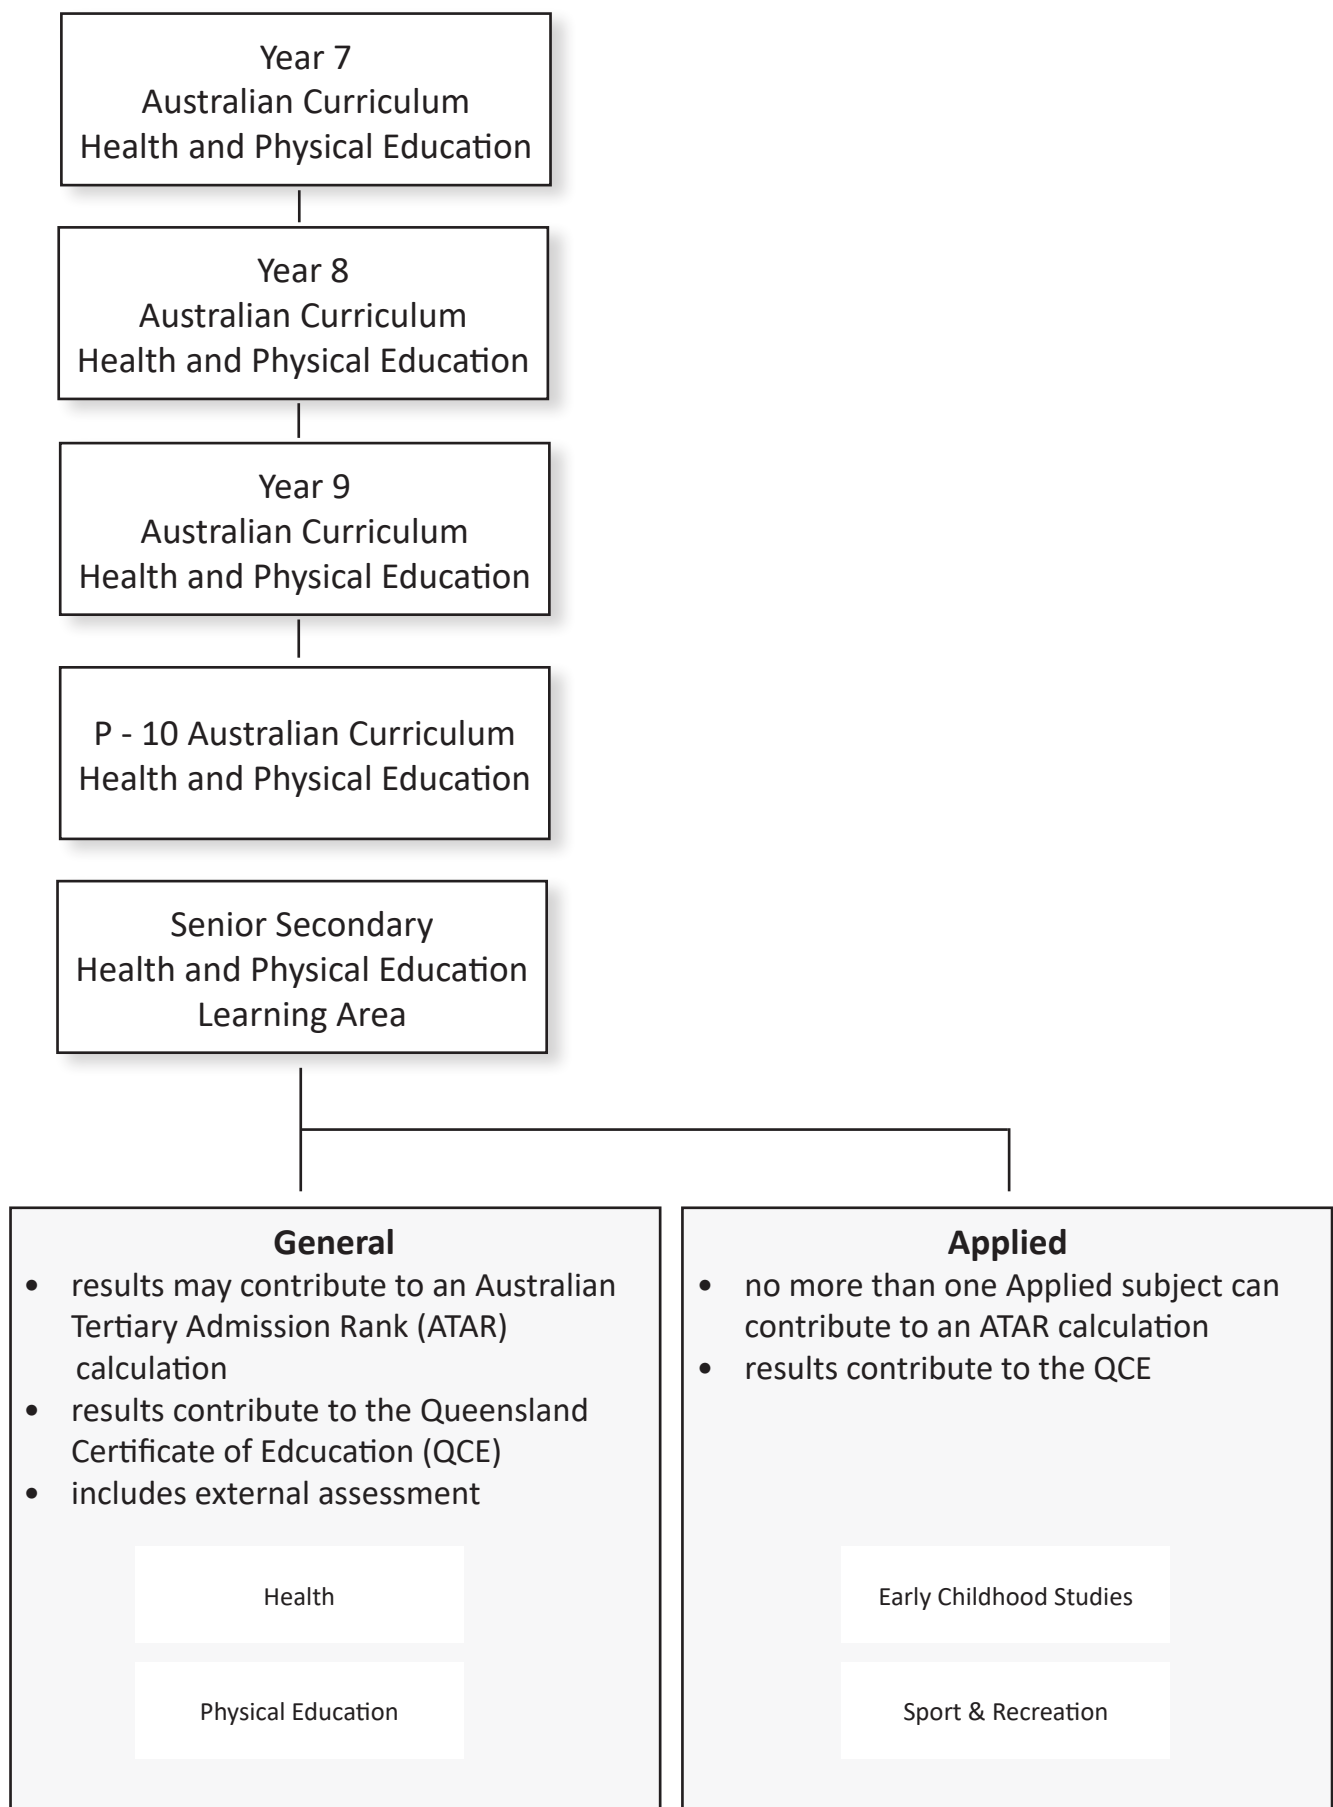 Year 7
Australian Curriculum
Health and Physical Education
Year 8
Australian Curriculum
Health and Physical Education
Year 9
Australian Curriculum
Health and Physical Education
P - 10 Australian Curriculum
Health and Physical Education
Senior Secondary
Health and Physical Education
Learning Area
General
• results may contribute to an Australian
Tertiary Admission Rank (ATAR)
calculation
• results contribute to the Queensland
Certificate of Edcucation (QCE)
• includes external assessment
Health
Physical Education
Applied
• no more than one Applied subject can
contribute to an ATAR calculation
• results contribute to the QCE
Early Childhood Studies
Sport & Recreation